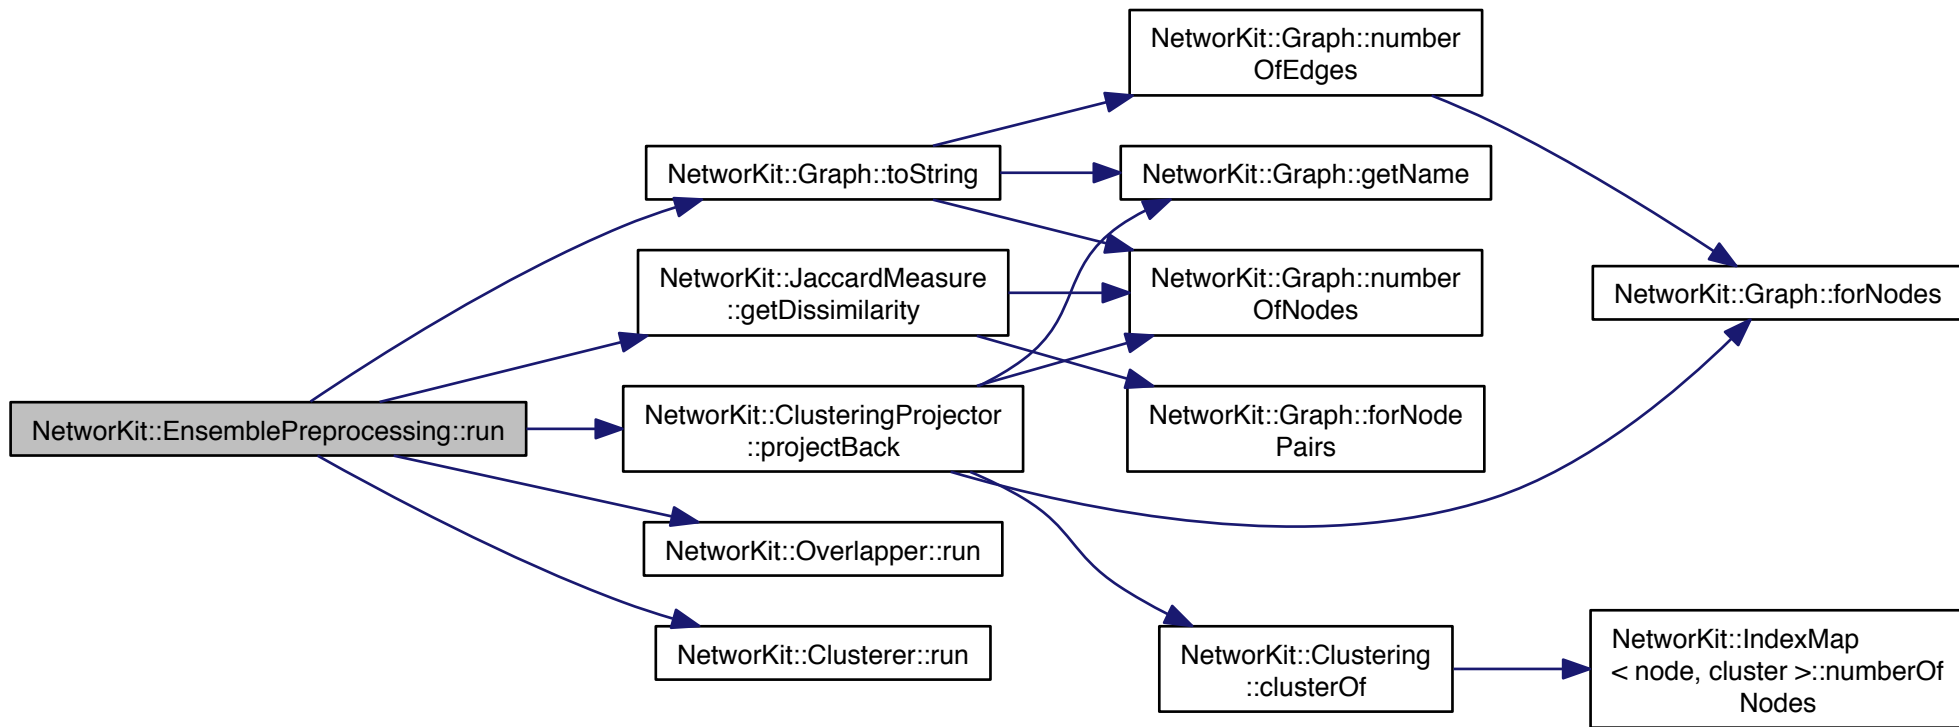 NetworKit::EnsemblePreprocessing::run
NetworKit::Graph::toString
NetworKit::JaccardMeasure
::getDissimilarity
NetworKit::ClusteringProjector
::projectBack
NetworKit::Overlapper::run
NetworKit::Clusterer::run
NetworKit::Graph::number
OfEdges
NetworKit::Graph::getName
NetworKit::Graph::number
OfNodes
NetworKit::Graph::forNode
Pairs
NetworKit::Clustering
::clusterOf
NetworKit::Graph::forNodes
NetworKit::IndexMap
< node, cluster >::numberOf
Nodes